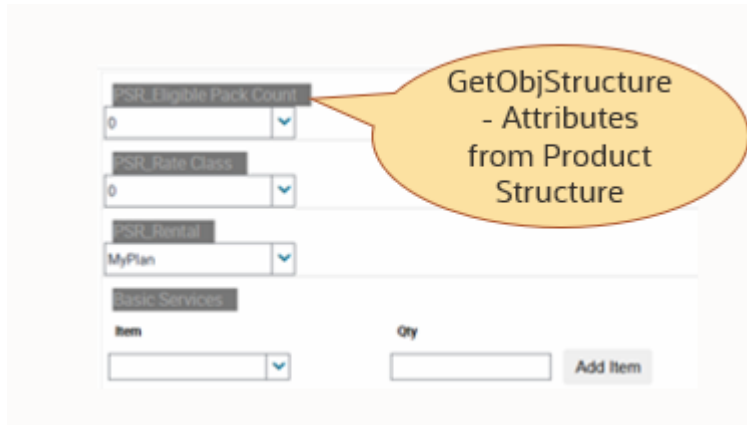 PSR_Eligible Pack Count
0
PSR_Rate Class
0
PSR_Rental
MyPlan
Basic Services
Item Qty
Add Item
GetObjStructure
- Attributes
from Product
Structure